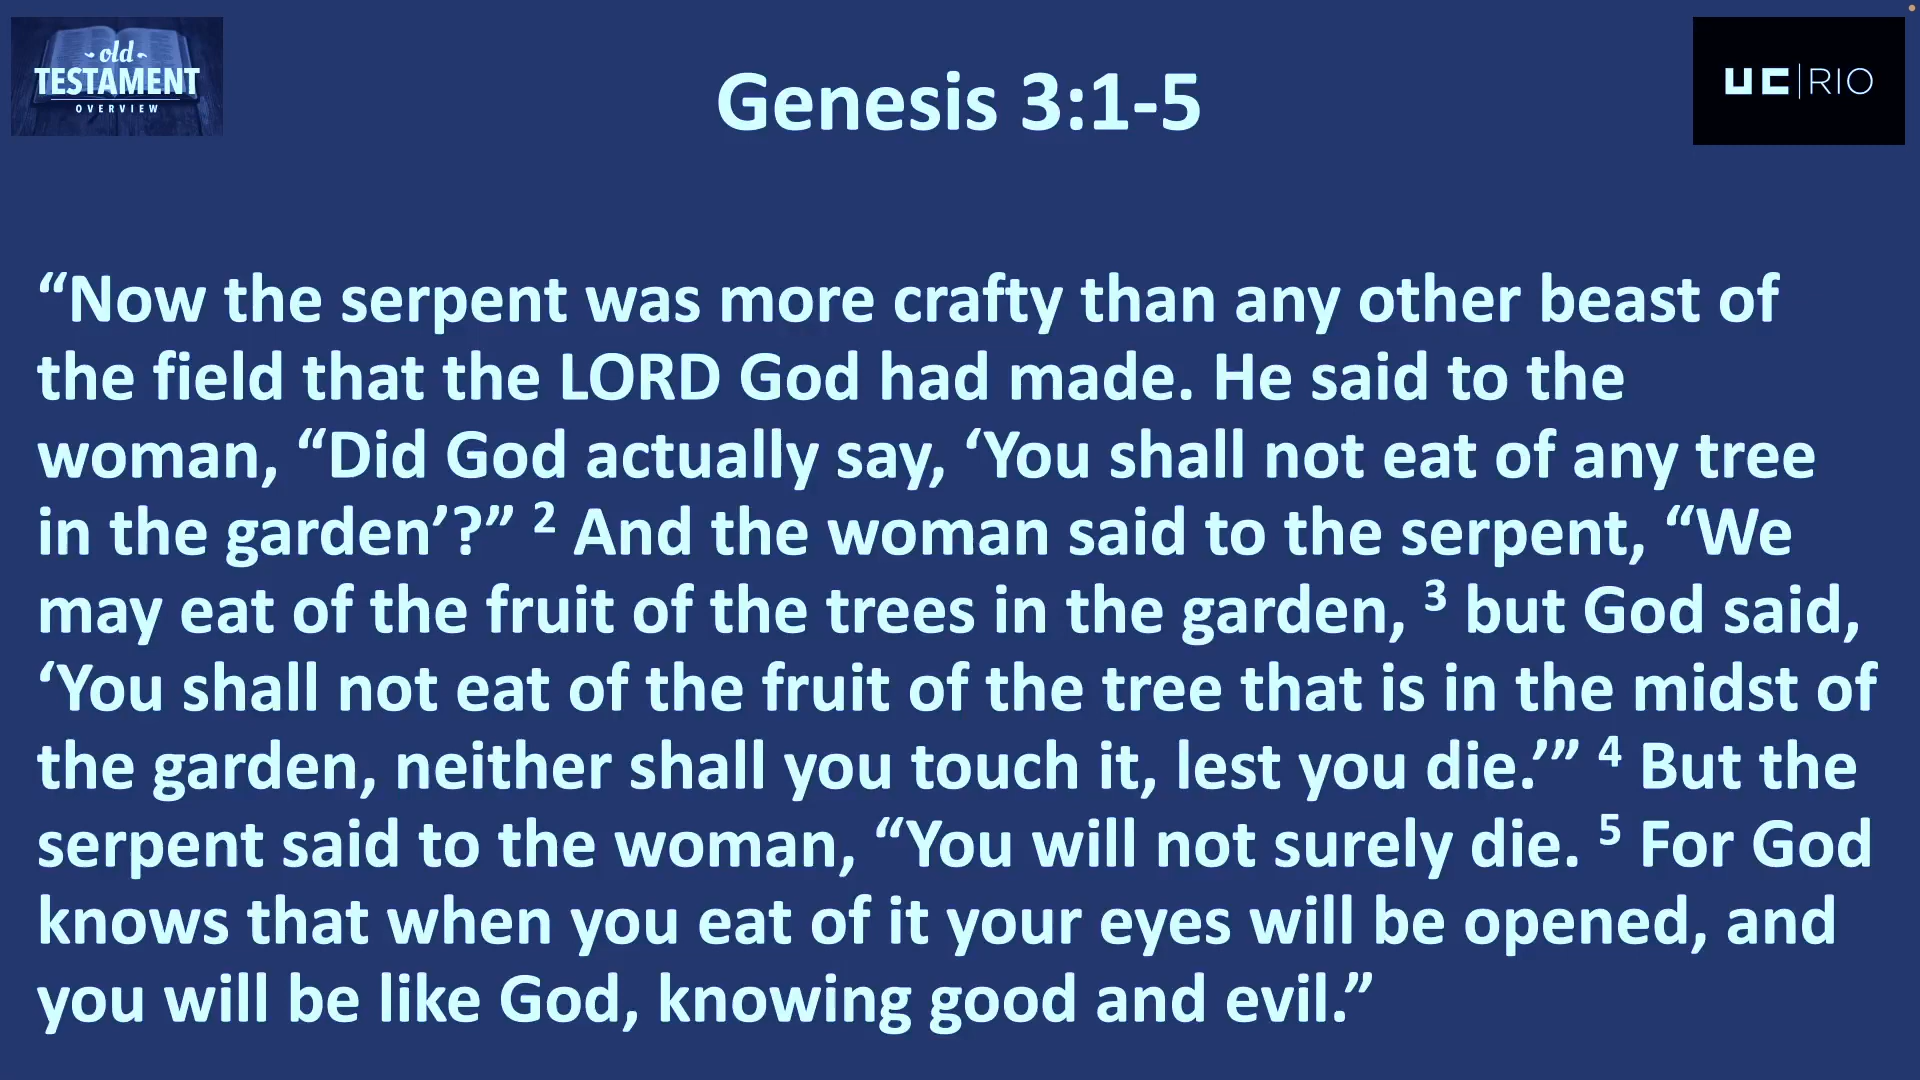 old
TESTAMENT
OVERVIEW
UC|RIO
Genesis 3:1-5
“Now the serpent was more crafty than any other beast of
the field that the LORD God had made. He said to the
woman, “Did God actually say, ‘You shall not eat of any tree
in the garden’?” ² And the woman said to the serpent, “We
may eat of the fruit of the trees in the garden, ³ but God said,
‘You shall not eat of the fruit of the tree that is in the midst of
the garden, neither shall you touch it, lest you die.’” ⁴ But the
serpent said to the woman, “You will not surely die. ⁵ For God
knows that when you eat of it your eyes will be opened, and
you will be like God, knowing good and evil.”